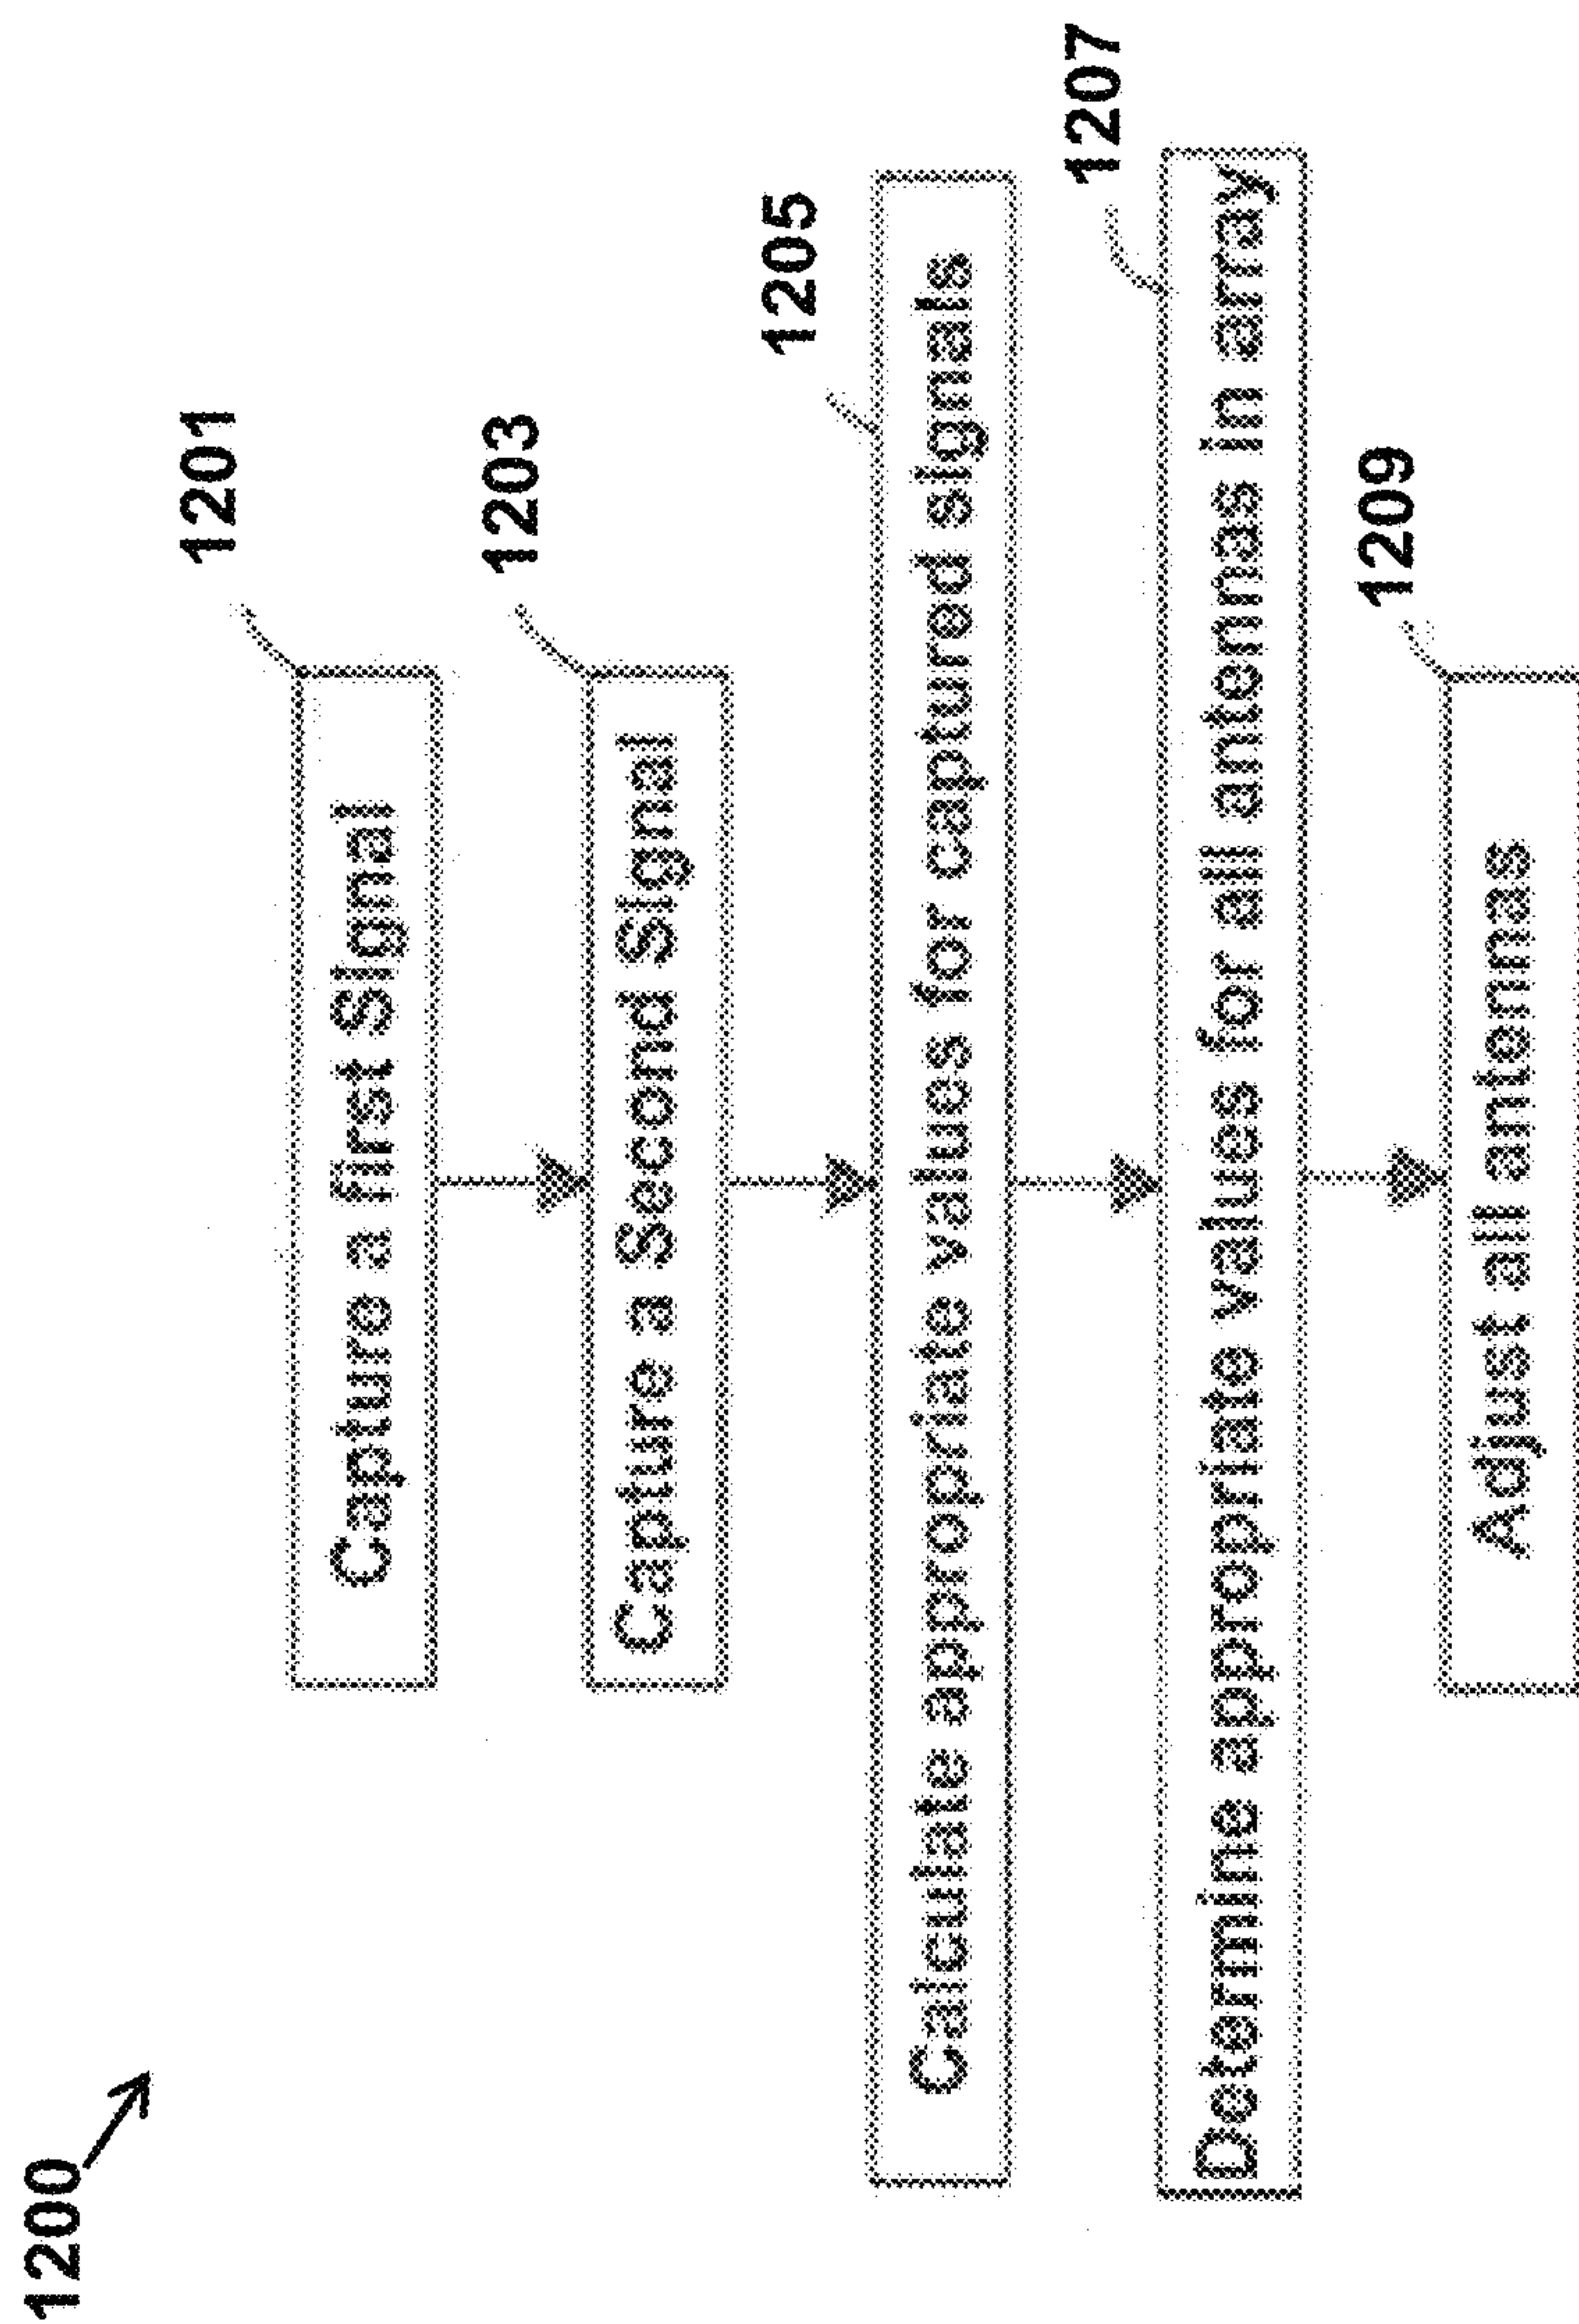 1200
1201
Capture a first Signal
1203
Capture a Second Signal
1205
Calculate appropriate values for captured signals
1207
Determine appropriate values for all antennas in array
1209
Adjust all antennas